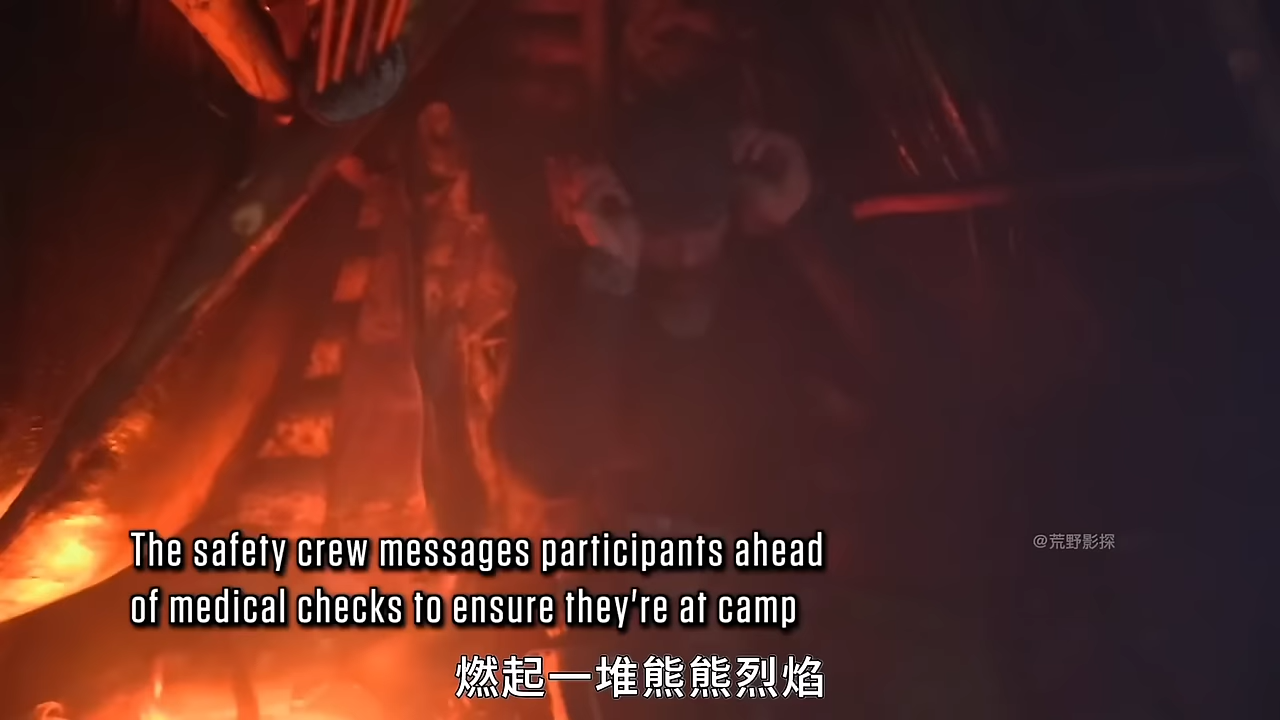 The safety crew messages participants ahead
of medical checks to ensure they're at camp
@荒野影探
燃起一堆熊熊烈焰